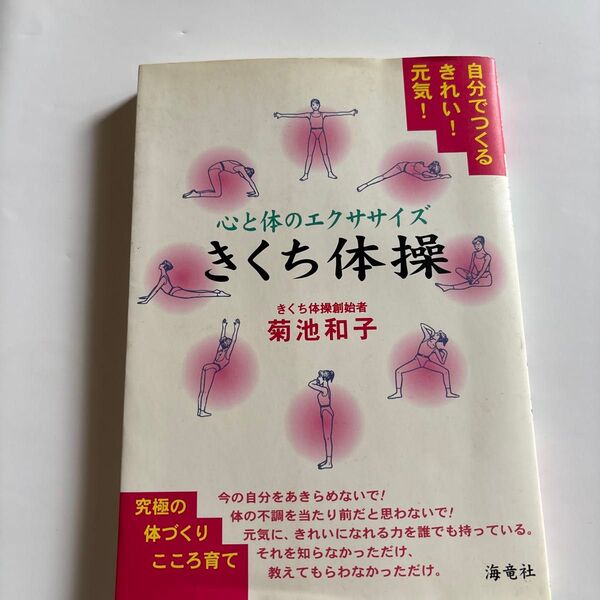 自分でつくる
きれい!
元気!
心と体のエクササイズ
きくち体操
きくち体操創始者
菊池和子
究極の
体づくり
こころ育て
今の自分をあきらめないで!
体の不調を当たり前だと思わないで!
元気に、きれいになれる力を誰でも持っている。
それを知らなかっただけ、
教えてもらわなかっただけ。
海竜社